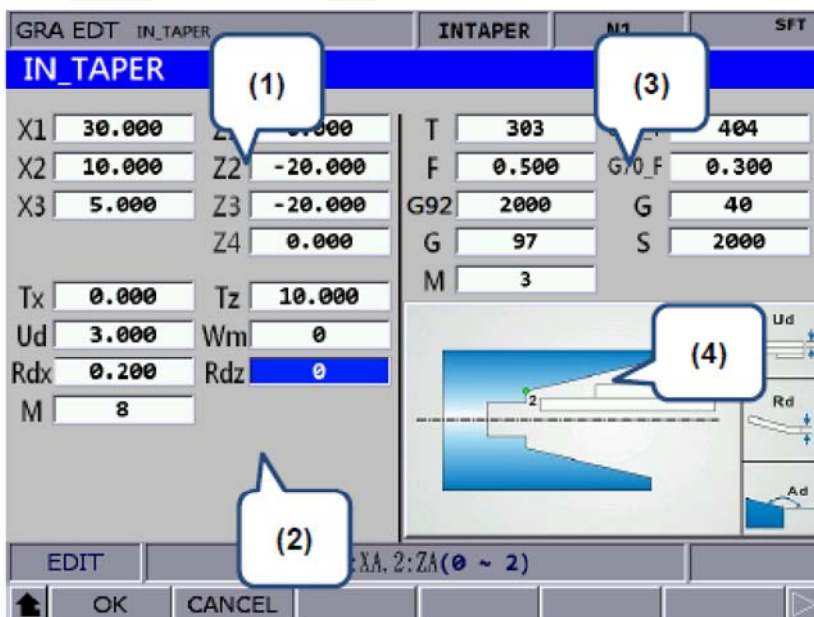 GRA EDT IN_TAPER INTAPER N1 SFT
IN_TAPER
(1) (3)
X1 30.000 T 303 404
X2 10.000 Z2 -20.000 F 0.500 G70_F 0.300
X3 5.000 Z3 -20.000 G92 2000 G 40
Z4 0.000 G 97 S 2000
M 3
Tx 0.000 Tz 10.000
Ud 3.000 Wm 0
Rdx 0.200 Rdz 0
M 8
Ud
(4)
2
Rd
Ad
(2)
EDIT :XA,2:ZA(0 ~ 2)
OK CANCEL